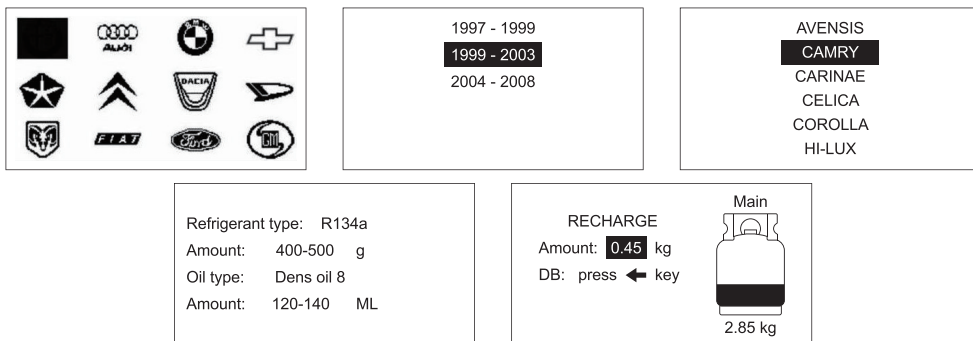 AUDI
BMW
DACIA
FIAT
Ford
GM
1997 - 1999
1999 - 2003
2004 - 2008
AVENSIS
CAMRY
CARINAE
CELICA
COROLLA
HI-LUX
Refrigerant type: R134a
Amount: 400-500 g
Oil type: Dens oil 8
Amount: 120-140 ML
RECHARGE
Amount: 0.45 kg
DB: press key
Main
2.85 kg